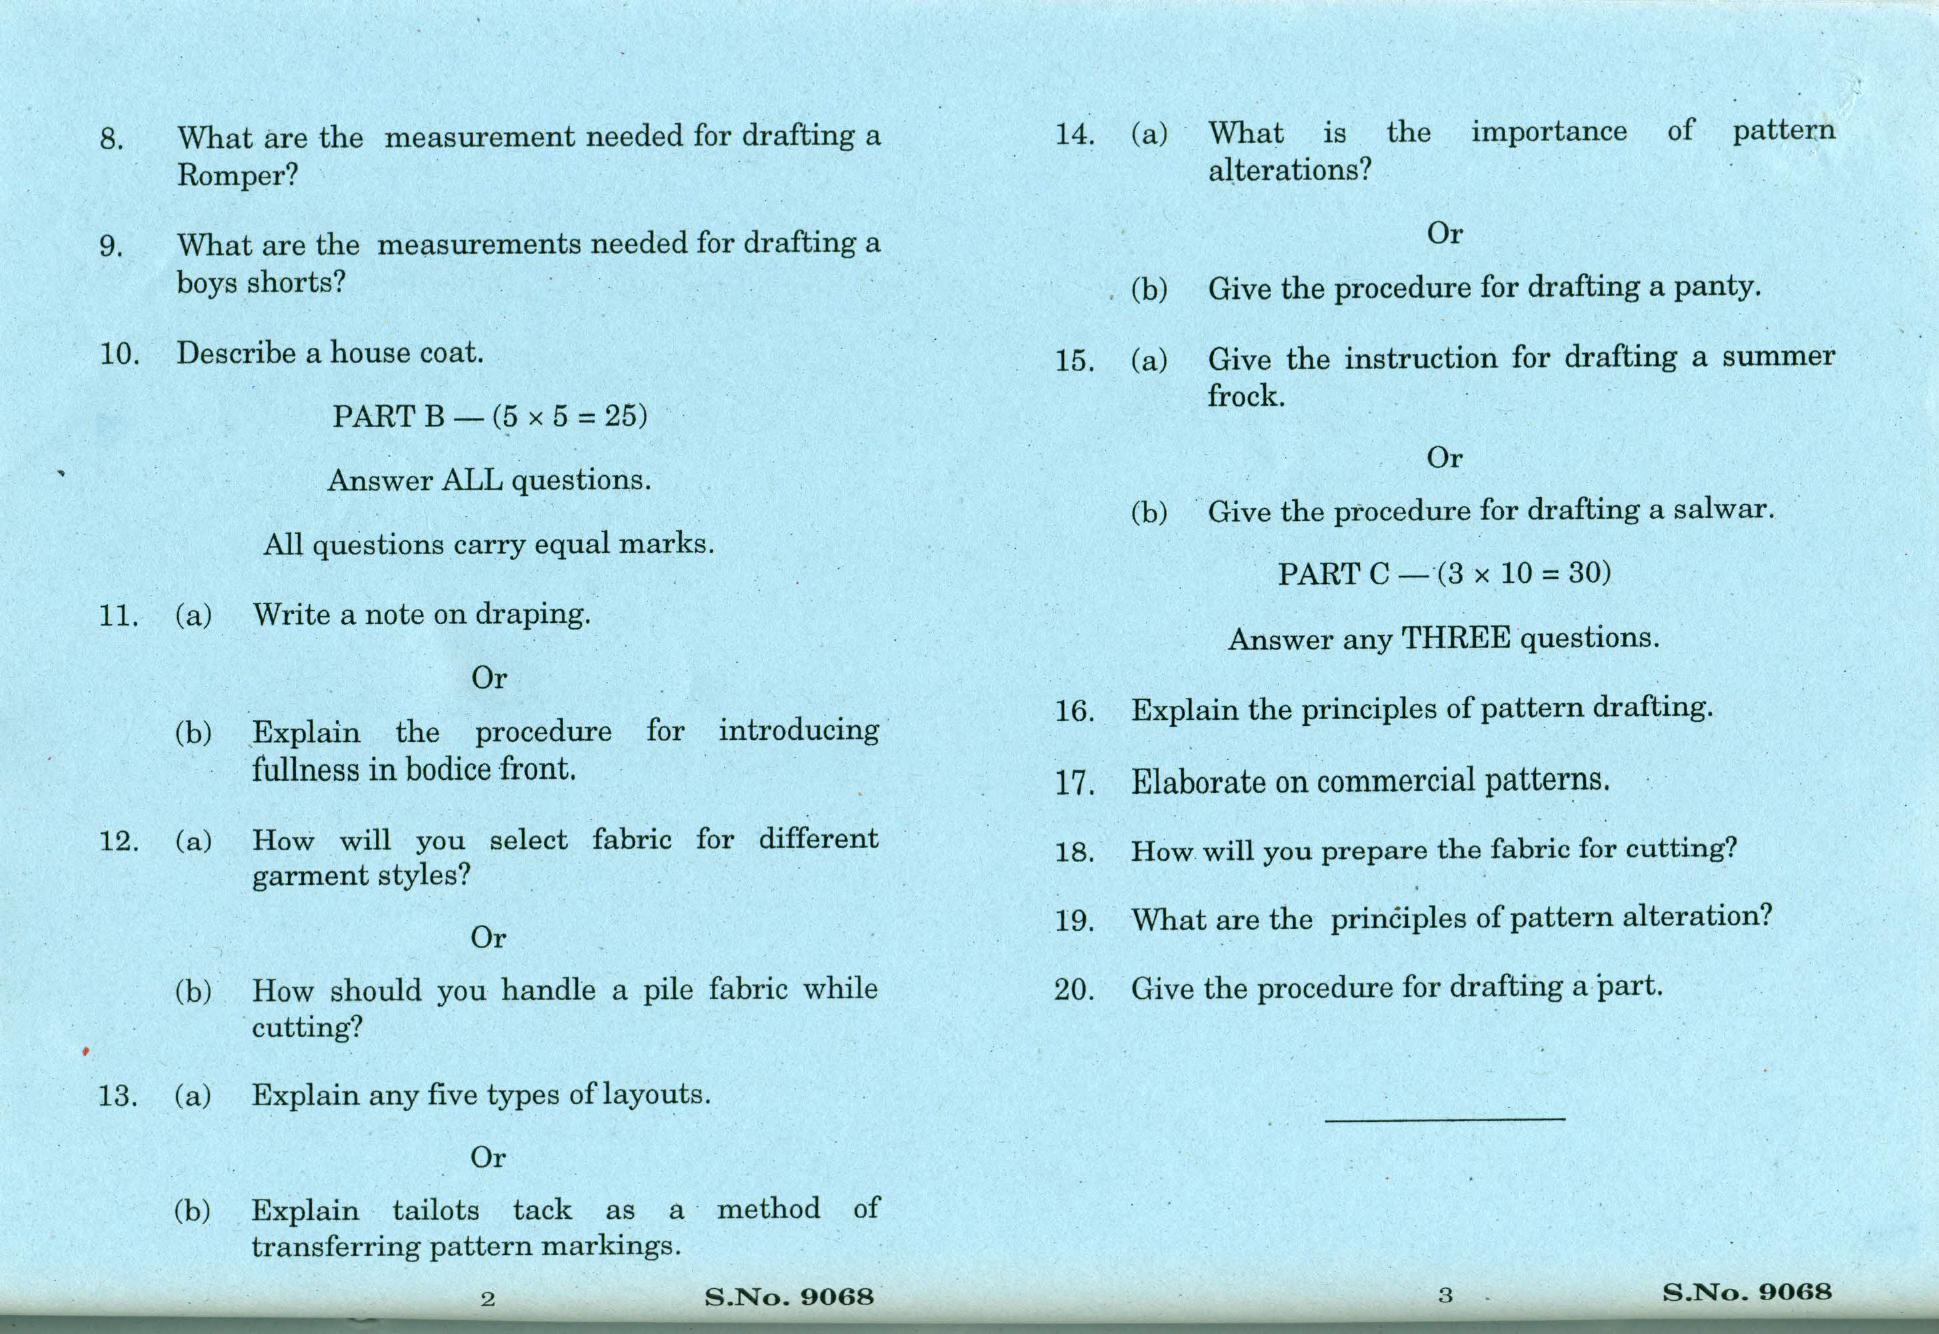 8. What are the measurement needed for drafting a
Romper?
9. What are the measurements needed for drafting a
boys shorts?
10. Describe a house coat.
PART B — (5 × 5 = 25)
Answer ALL questions.
All questions carry equal marks.
11. (a) Write a note on draping.
Or
(b) Explain the procedure for introducing
fullness in bodice front.
12. (a) How will you select fabric for different
garment styles?
Or
(b) How should you handle a pile fabric while
cutting?
13. (a) Explain any five types of layouts.
Or
(b) Explain tailots tack as a method of
transferring pattern markings.
2 S.No. 9068
14. (a) What is the importance of pattern
alterations?
Or
(b) Give the procedure for drafting a panty.
15. (a) Give the instruction for drafting a summer
frock.
Or
(b) Give the procedure for drafting a salwar.
PART C — (3 × 10 = 30)
Answer any THREE questions.
16. Explain the principles of pattern drafting.
17. Elaborate on commercial patterns.
18. How will you prepare the fabric for cutting?
19. What are the principles of pattern alteration?
20. Give the procedure for drafting a part.
3 S.No. 9068